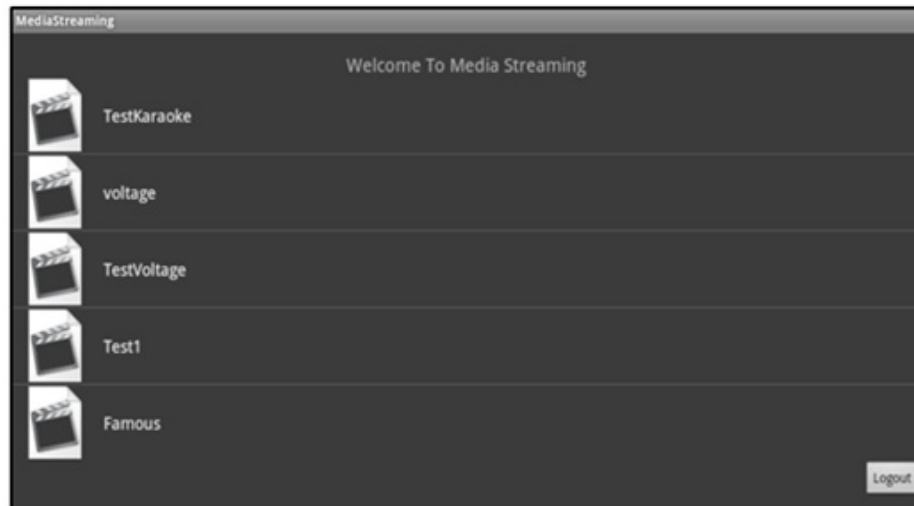 MediaStreaming
Welcome To Media Streaming
TestKaraoke
voltage
TestVoltage
Test1
Famous
Logout